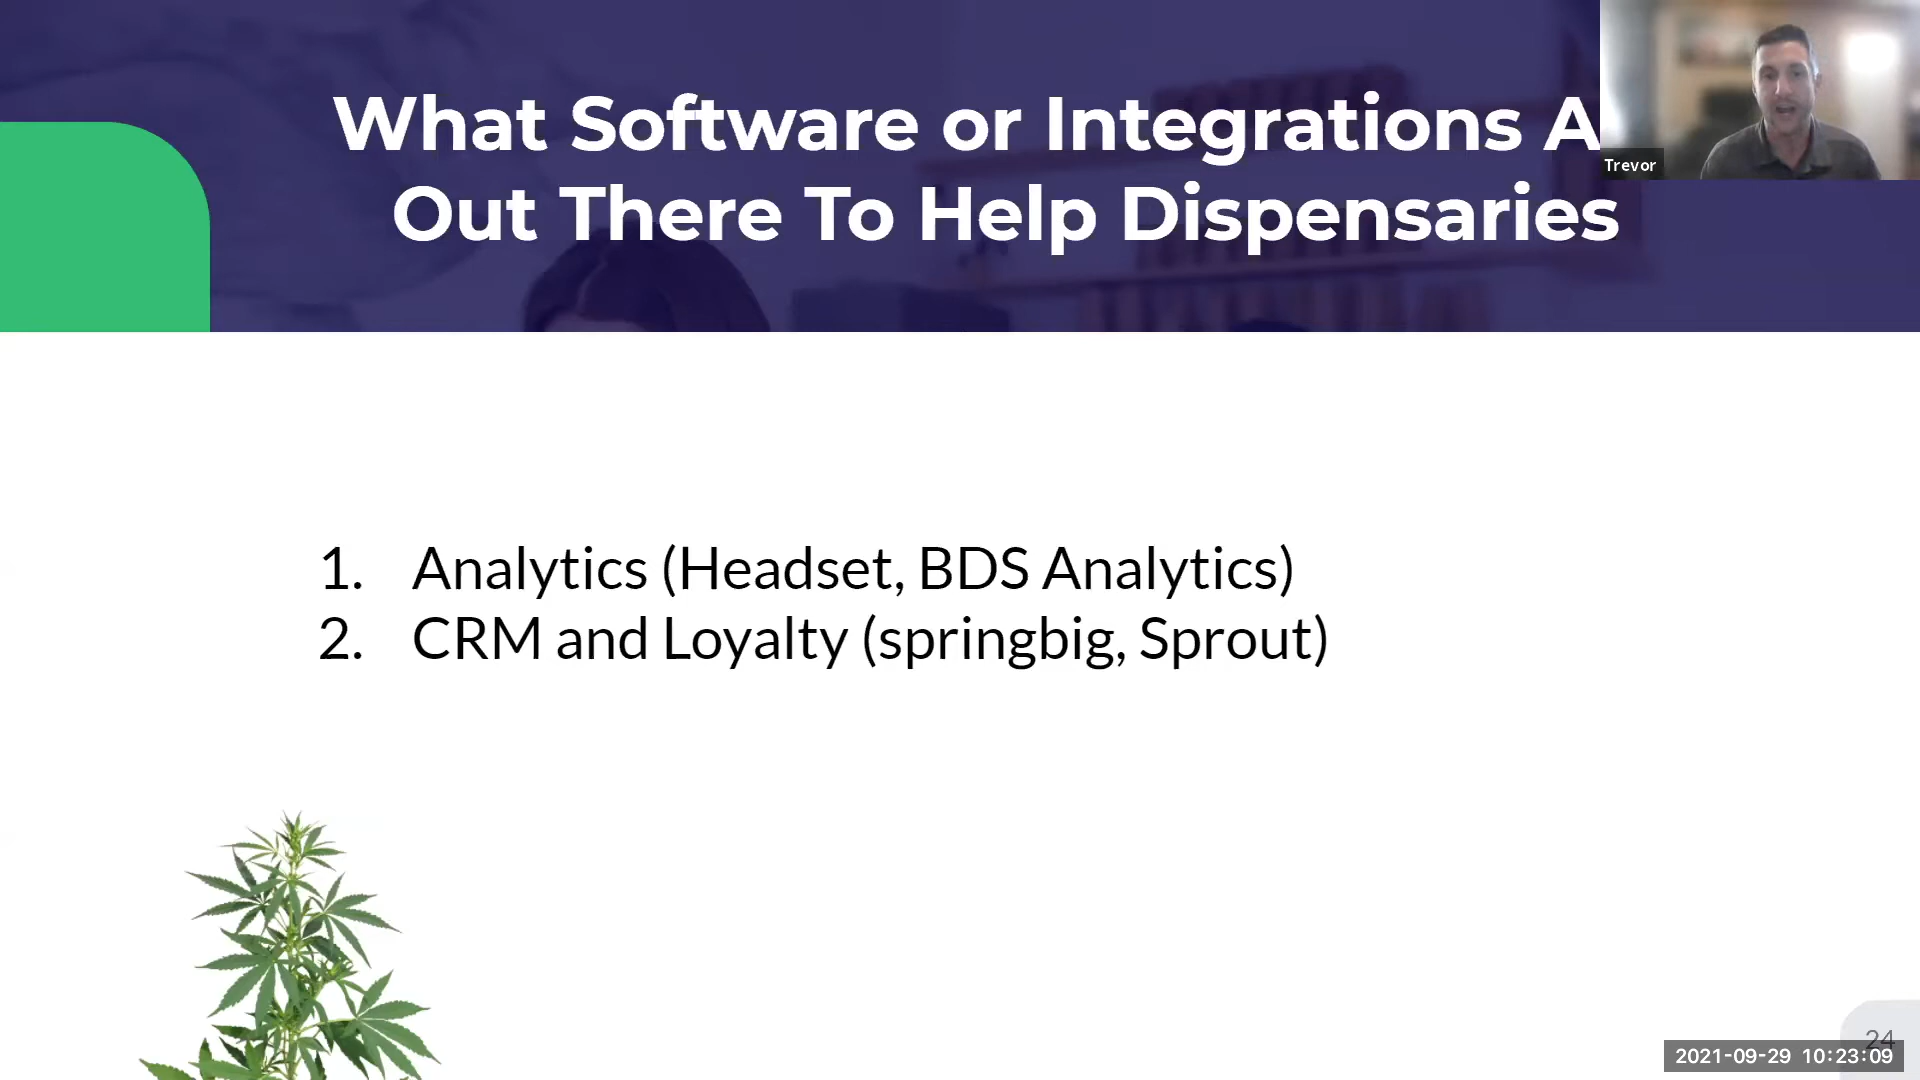 What Software or Integrations A
Out There To Help Dispensaries
Trevor
1. Analytics (Headset, BDS Analytics)
2. CRM and Loyalty (springbig, Sprout)
24
2021-09-29 10:23:09